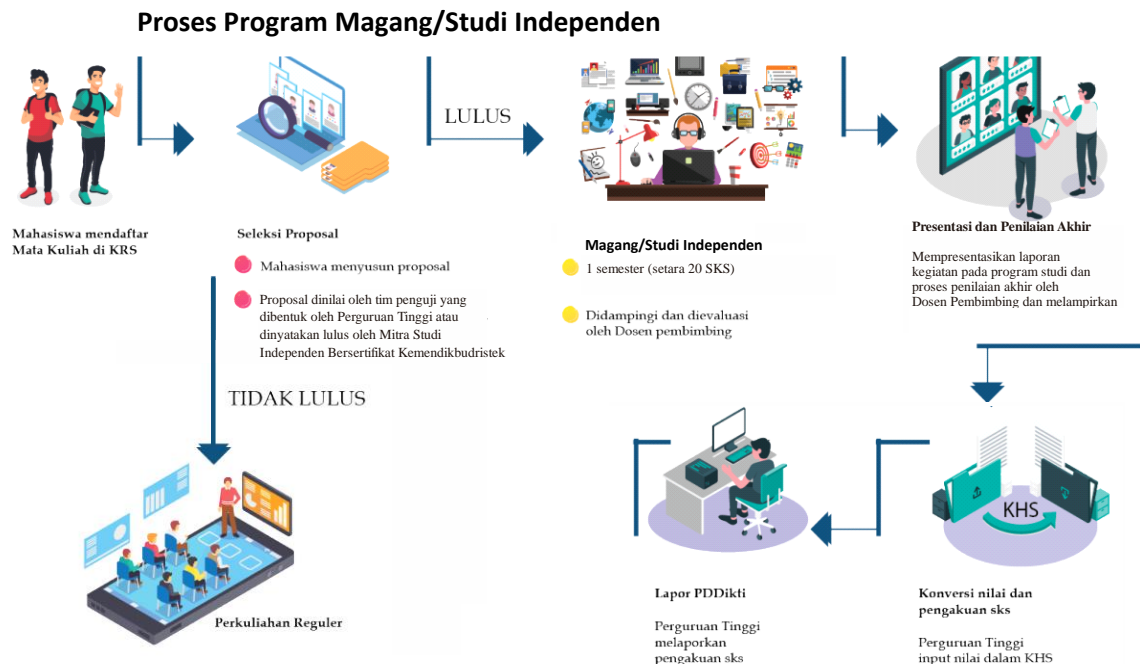 Proses Program Magang/Studi Independen
LULUS
Mahasiswa mendaftar
Mata Kuliah di KRS
Seleksi Proposal
Mahasiswa menyusun proposal
Proposal dinilai oleh tim penguji yang
dibentuk oleh Perguruan Tinggi atau
dinyatakan lulus oleh Mitra Studi
Independen Bersertifikat Kemendikbudristek
Magang/Studi Independen
1 semester (setara 20 SKS)
Didampingi dan dievaluasi
oleh Dosen pembimbing
Presentasi dan Penilaian Akhir
Mempresentasikan laporan
kegiatan pada program studi dan
proses penilaian akhir oleh
Dosen Pembimbing dan melampirkan
TIDAK LULUS
Perkuliahan Reguler
KHS
Lapor PDDikti
Perguruan Tinggi
melaporkan
pengakuan sks
Konversi nilai dan
pengakuan sks
Perguruan Tinggi
input nilai dalam KHS